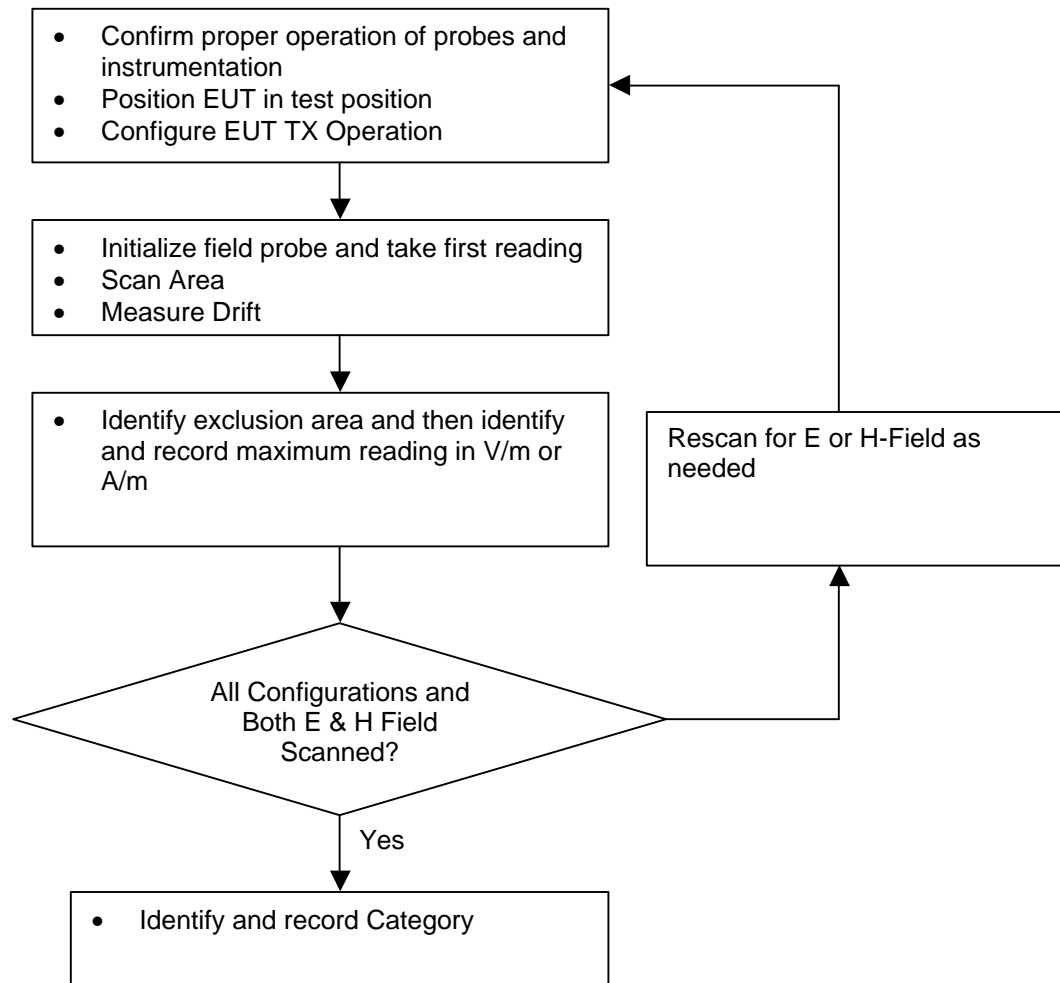 • Confirm proper operation of probes and
instrumentation
• Position EUT in test position
• Configure EUT TX Operation
• Initialize field probe and take first reading
• Scan Area
• Measure Drift
• Identify exclusion area and then identify
and record maximum reading in V/m or
A/m
Rescan for E or H-Field as
needed
All Configurations and
Both E & H Field
Scanned?
Yes
• Identify and record Category